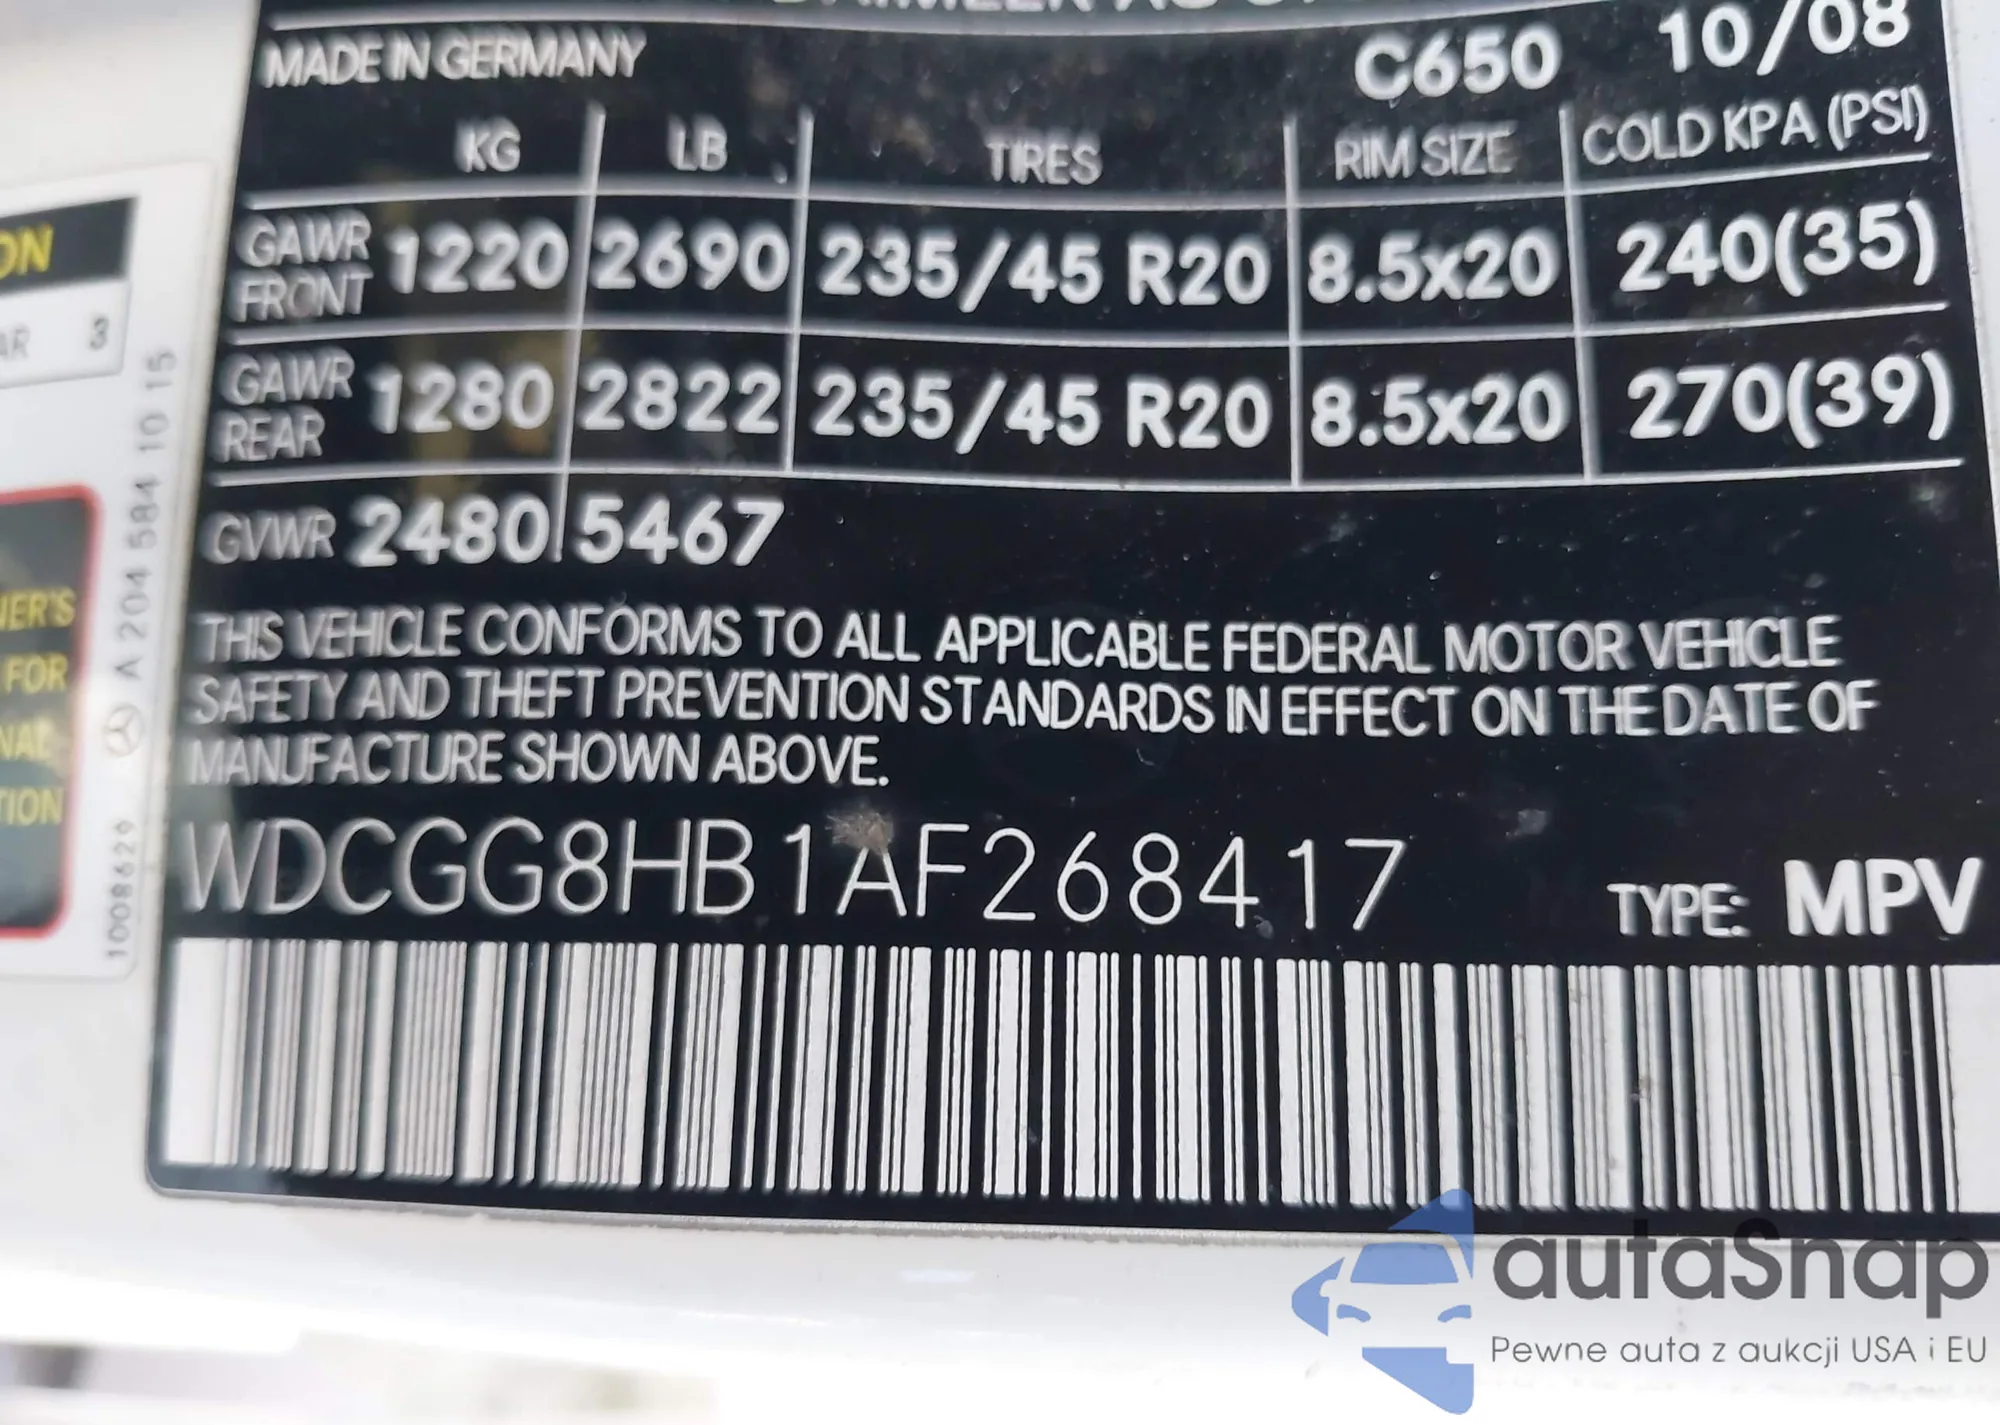 MADE IN GERMANY C650 10/08
KG LB TIRES RIM SIZE COLD KPA (PSI)
GAWR FRONT 1220 2690 235/45 R20 8.5x20 240(35)
GAWR REAR 1280 2822 235/45 R20 8.5x20 270(39)
GVWR 2480 5467
THIS VEHICLE CONFORMS TO ALL APPLICABLE FEDERAL MOTOR VEHICLE
SAFETY AND THEFT PREVENTION STANDARDS IN EFFECT ON THE DATE OF
MANUFACTURE SHOWN ABOVE.
WDCGG8HB1AF268417 TYPE: MPV
3
FOR
A 204 584 10 15
1008626
autaSnap
Pewne auta z aukcji USA i EU